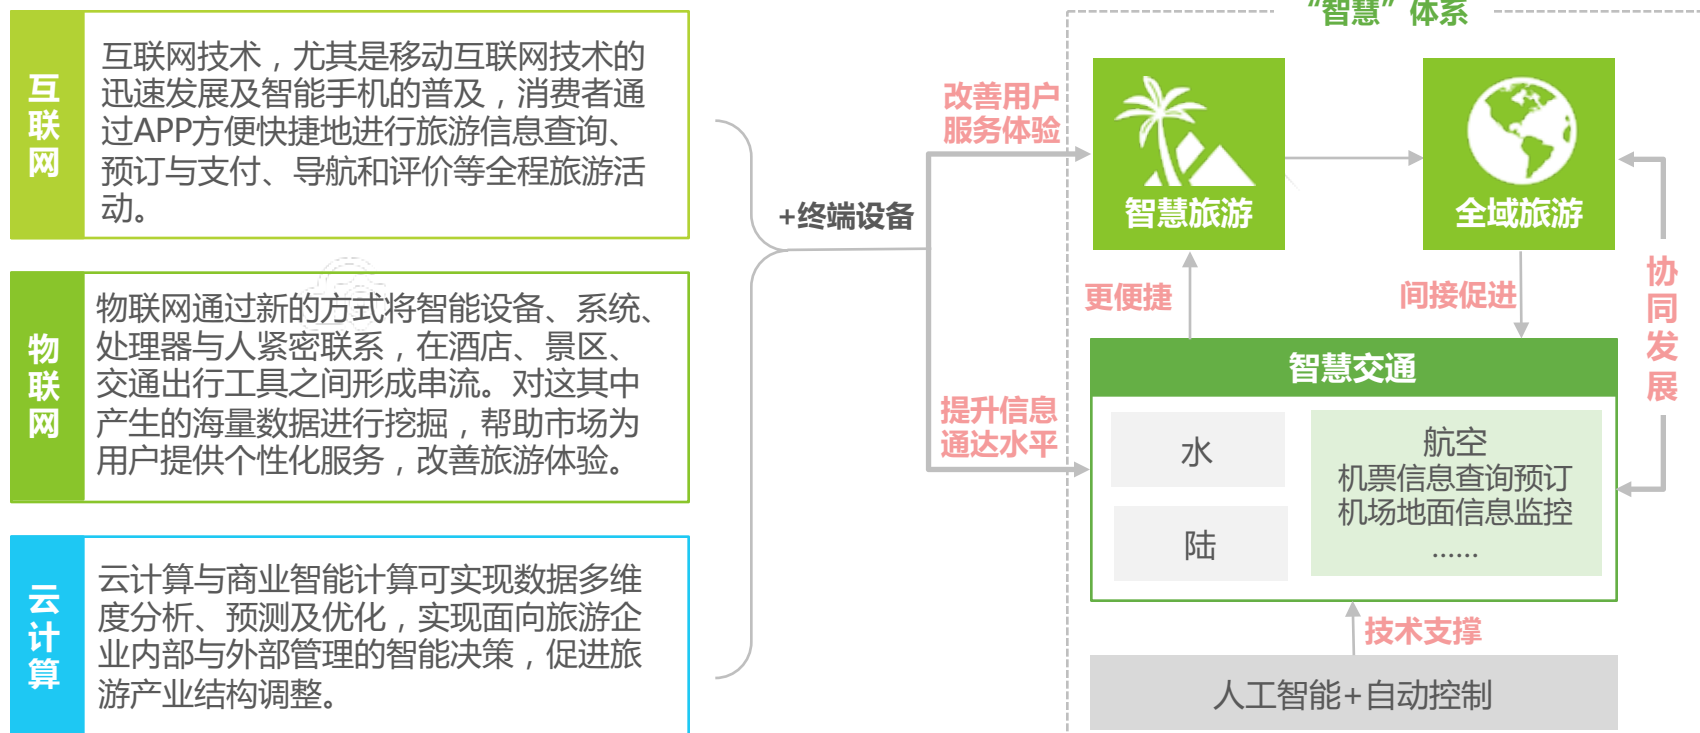 互联网
互联网技术，尤其是移动互联网技术的
迅速发展及智能手机的普及，消费者通
过APP方便快捷地进行旅游信息查询、
预订与支付、导航和评价等全程旅游活
动。
物联网
物联网通过新的方式将智能设备、系统、
处理器与人紧密联系，在酒店、景区、
交通出行工具之间形成串流。对这其中
产生的海量数据进行挖掘，帮助市场为
用户提供个性化服务，改善旅游体验。
云计算
云计算与商业智能计算可实现数据多维
度分析、预测及优化，实现面向旅游企
业内部与外部管理的智能决策，促进旅
游产业结构调整。
+终端设备
改善用户
服务体验
提升信息
通达水平
“智慧”体系
智慧旅游
全域旅游
更便捷
间接促进
协同发展
智慧交通
水
陆
航空
机票信息查询预订
机场地面信息监控
......
技术支撑
人工智能+自动控制